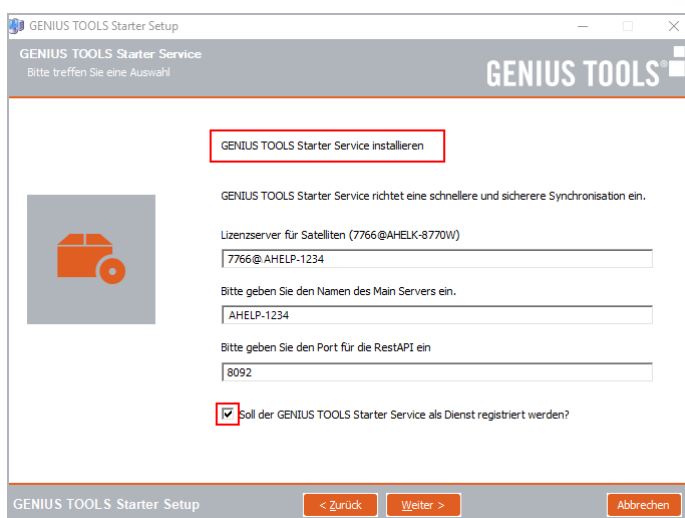 GENIUS TOOLS Starter Setup
GENIUS TOOLS Starter Service
Bitte treffen Sie eine Auswahl
GENIUS TOOLS®
GENIUS TOOLS Starter Service installieren
GENIUS TOOLS Starter Service richtet eine schnellere und sicherere Synchronisation ein.
Lizenzserver für Satelliten (7766@AHELK-8770W)
7766@AHELP-1234
Bitte geben Sie den Namen des Main Servers ein.
AHELP-1234
Bitte geben Sie den Port für die RestAPI ein
8092
Soll der GENIUS TOOLS Starter Service als Dienst registriert werden?
GENIUS TOOLS Starter Setup
< Zurück
Weiter >
Abbrechen